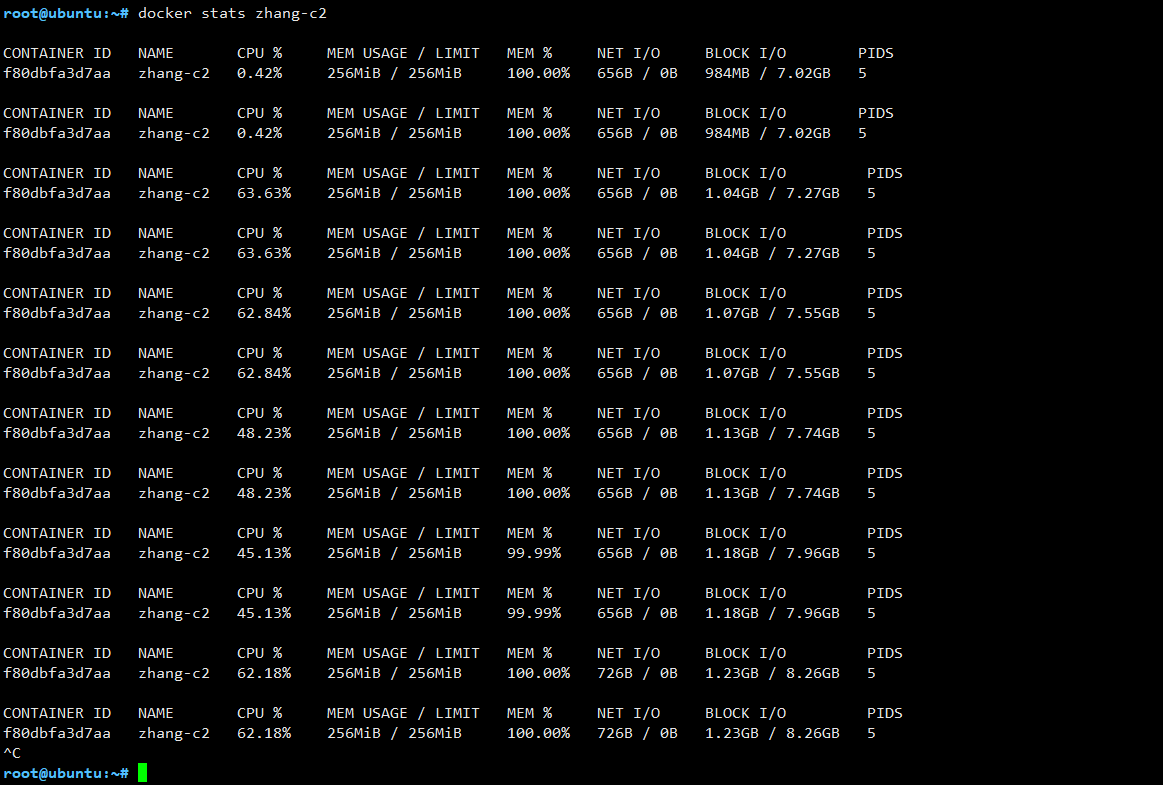 root@ubuntu:~# docker stats zhang-c2
CONTAINER ID   NAME       CPU %     MEM USAGE / LIMIT   MEM %     NET I/O     BLOCK I/O        PIDS
f80dbfa3d7aa   zhang-c2   0.42%     256MiB / 256MiB     100.00%   656B / 0B   984MB / 7.02GB   5
CONTAINER ID   NAME       CPU %     MEM USAGE / LIMIT   MEM %     NET I/O     BLOCK I/O        PIDS
f80dbfa3d7aa   zhang-c2   0.42%     256MiB / 256MiB     100.00%   656B / 0B   984MB / 7.02GB   5
CONTAINER ID   NAME       CPU %     MEM USAGE / LIMIT   MEM %     NET I/O     BLOCK I/O         PIDS
f80dbfa3d7aa   zhang-c2   63.63%    256MiB / 256MiB     100.00%   656B / 0B   1.04GB / 7.27GB   5
CONTAINER ID   NAME       CPU %     MEM USAGE / LIMIT   MEM %     NET I/O     BLOCK I/O         PIDS
f80dbfa3d7aa   zhang-c2   63.63%    256MiB / 256MiB     100.00%   656B / 0B   1.04GB / 7.27GB   5
CONTAINER ID   NAME       CPU %     MEM USAGE / LIMIT   MEM %     NET I/O     BLOCK I/O         PIDS
f80dbfa3d7aa   zhang-c2   62.84%    256MiB / 256MiB     100.00%   656B / 0B   1.07GB / 7.55GB   5
CONTAINER ID   NAME       CPU %     MEM USAGE / LIMIT   MEM %     NET I/O     BLOCK I/O         PIDS
f80dbfa3d7aa   zhang-c2   62.84%    256MiB / 256MiB     100.00%   656B / 0B   1.07GB / 7.55GB   5
CONTAINER ID   NAME       CPU %     MEM USAGE / LIMIT   MEM %     NET I/O     BLOCK I/O         PIDS
f80dbfa3d7aa   zhang-c2   48.23%    256MiB / 256MiB     100.00%   656B / 0B   1.13GB / 7.74GB   5
CONTAINER ID   NAME       CPU %     MEM USAGE / LIMIT   MEM %     NET I/O     BLOCK I/O         PIDS
f80dbfa3d7aa   zhang-c2   48.23%    256MiB / 256MiB     100.00%   656B / 0B   1.13GB / 7.74GB   5
CONTAINER ID   NAME       CPU %     MEM USAGE / LIMIT   MEM %     NET I/O     BLOCK I/O         PIDS
f80dbfa3d7aa   zhang-c2   45.13%    256MiB / 256MiB     99.99%    656B / 0B   1.18GB / 7.96GB   5
CONTAINER ID   NAME       CPU %     MEM USAGE / LIMIT   MEM %     NET I/O     BLOCK I/O         PIDS
f80dbfa3d7aa   zhang-c2   45.13%    256MiB / 256MiB     99.99%    656B / 0B   1.18GB / 7.96GB   5
CONTAINER ID   NAME       CPU %     MEM USAGE / LIMIT   MEM %     NET I/O     BLOCK I/O         PIDS
f80dbfa3d7aa   zhang-c2   62.18%    256MiB / 256MiB     100.00%   726B / 0B   1.23GB / 8.26GB   5
CONTAINER ID   NAME       CPU %     MEM USAGE / LIMIT   MEM %     NET I/O     BLOCK I/O         PIDS
f80dbfa3d7aa   zhang-c2   62.18%    256MiB / 256MiB     100.00%   726B / 0B   1.23GB / 8.26GB   5
^C
root@ubuntu:~#